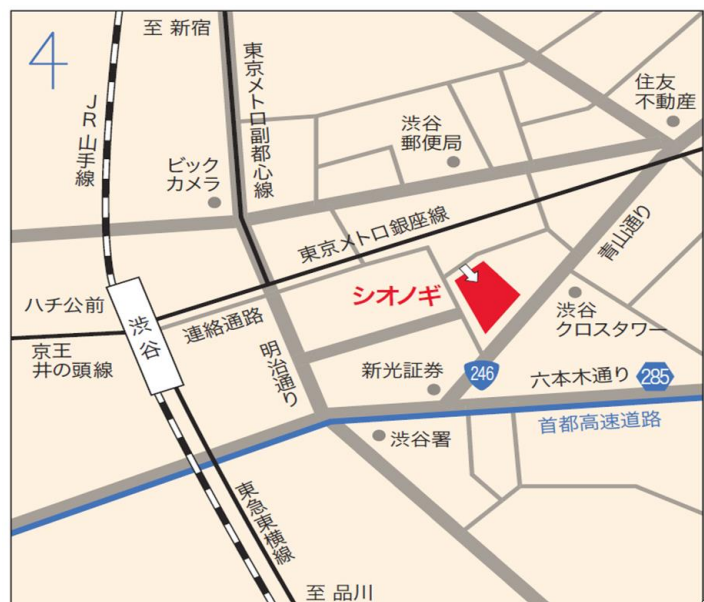 4
至 新宿
JR山手線
東京メトロ副都心線
ビック
カメラ
渋谷
郵便局
住友
不動産
東京メトロ銀座線
青山通り
シオノギ
ハチ公前
渋谷
連絡通路
京王
井の頭線
明治通り
渋谷
クロスタワー
新光証券
246
六本木通り 285
首都高速道路
渋谷署
東急東横線
至 品川